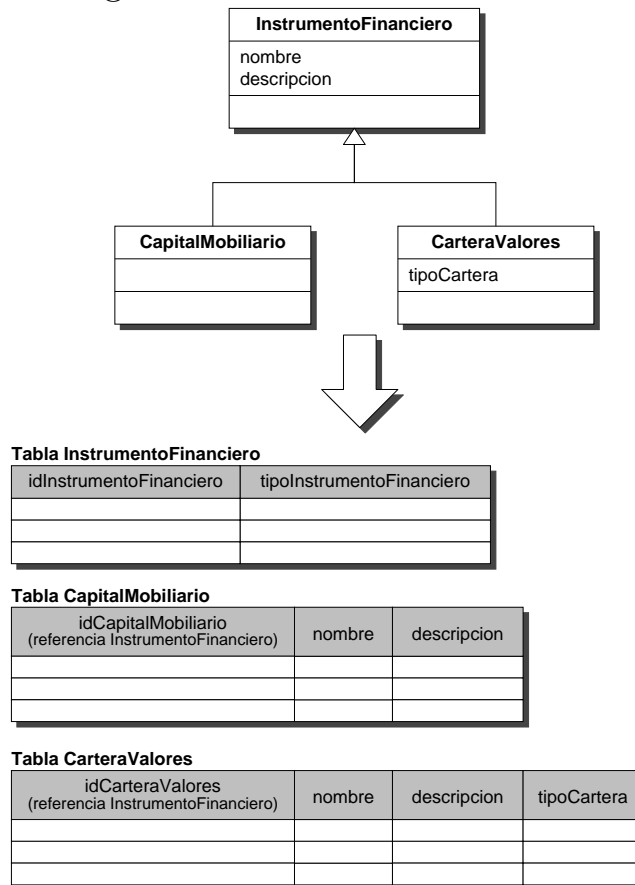 InstrumentoFinanciero
nombre
descripcion
CapitalMobiliario
CarteraValores
tipoCartera
Tabla InstrumentoFinanciero
idInstrumentoFinanciero tipoInstrumentoFinanciero
Tabla CapitalMobiliario
idCapitalMobiliario
(referencia InstrumentoFinanciero) nombre descripcion
Tabla CarteraValores
idCarteraValores
(referencia InstrumentoFinanciero) nombre descripcion tipoCartera